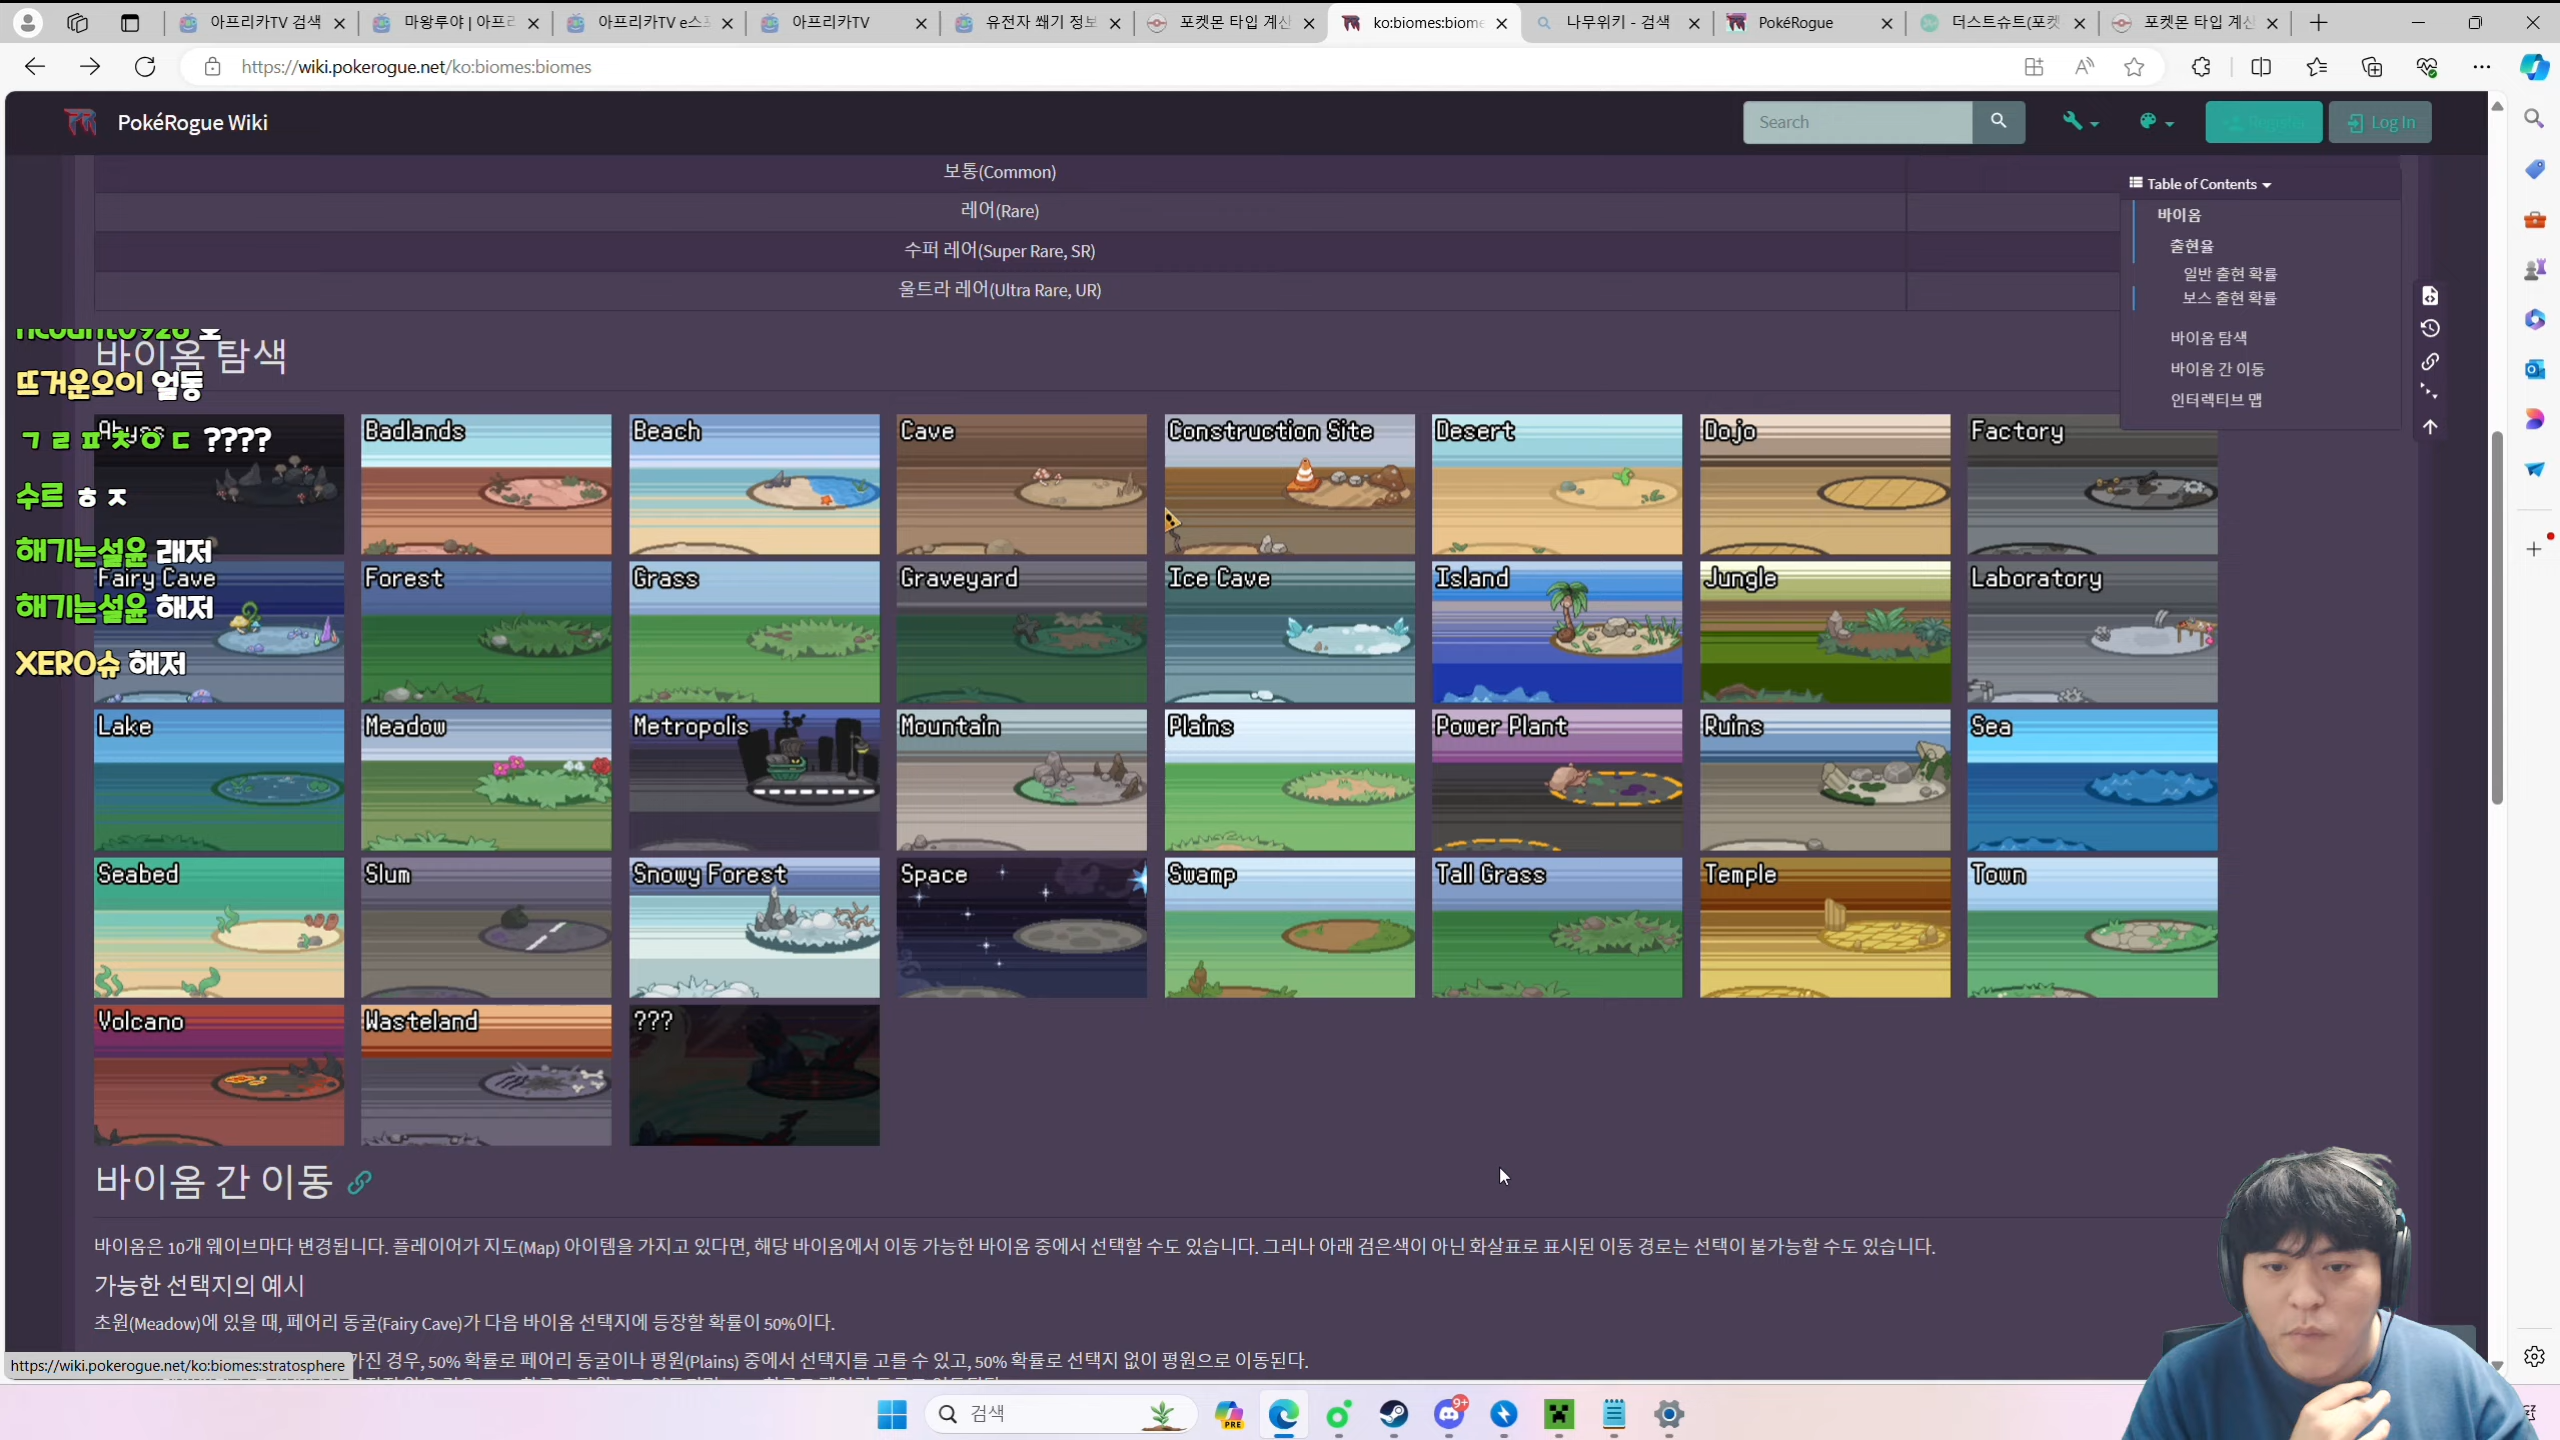 아프리카TV 검색
마왕루야 | 아프리
아프리카TV e스포
아프리카TV
유전자 쐐기 정보
포켓몬 타입 계산
ko:biomes:biome
나무위키 - 검색
PokéRogue
더스트슈트(포켓
포켓몬 타입 계산
https://wiki.pokerogue.net/ko:biomes:biomes
PokéRogue Wiki
Search
Register
Log In
보통(Common)
레어(Rare)
수퍼 레어(Super Rare, SR)
울트라 레어(Ultra Rare, UR)
Table of Contents
바이옴
출현율
일반 출현 확률
보스 출현 확률
바이옴 탐색
바이옴 간 이동
인터렉티브 맵
바이옴 탐색
뜨거운오이 얼동
ㄱㄹㅍㅊㅇㄷ ????
수르 ㅎㅈ
해기는설윤 래저
해기는설윤 해저
XERO슈 해저
Abyss
Badlands
Beach
Cave
Construction Site
Desert
Dojo
Factory
Fairy Cave
Forest
Grass
Graveyard
Ice Cave
Island
Jungle
Laboratory
Lake
Meadow
Metropolis
Mountain
Plains
Power Plant
Ruins
Sea
Seabed
Slum
Snowy Forest
Space
Swamp
Tall Grass
Temple
Town
Volcano
Wasteland
???
바이옴 간 이동
바이옴은 10개 웨이브마다 변경됩니다. 플레이어가 지도(Map) 아이템을 가지고 있다면, 해당 바이옴에서 이동 가능한 바이옴 중에서 선택할 수도 있습니다. 그러나 아래 검은색이 아닌 화살표로 표시된 이동 경로는 선택이 불가능할 수도 있습니다.
가능한 선택지의 예시
초원(Meadow)에 있을 때, 페어리 동굴(Fairy Cave)가 다음 바이옴 선택지에 등장할 확률이 50%이다.
가진 경우, 50% 확률로 페어리 동굴이나 평원(Plains) 중에서 선택지를 고를 수 있고, 50% 확률로 선택지 없이 평원으로 이동된다.
https://wiki.pokerogue.net/ko:biomes:stratosphere
검색
PRE
9+